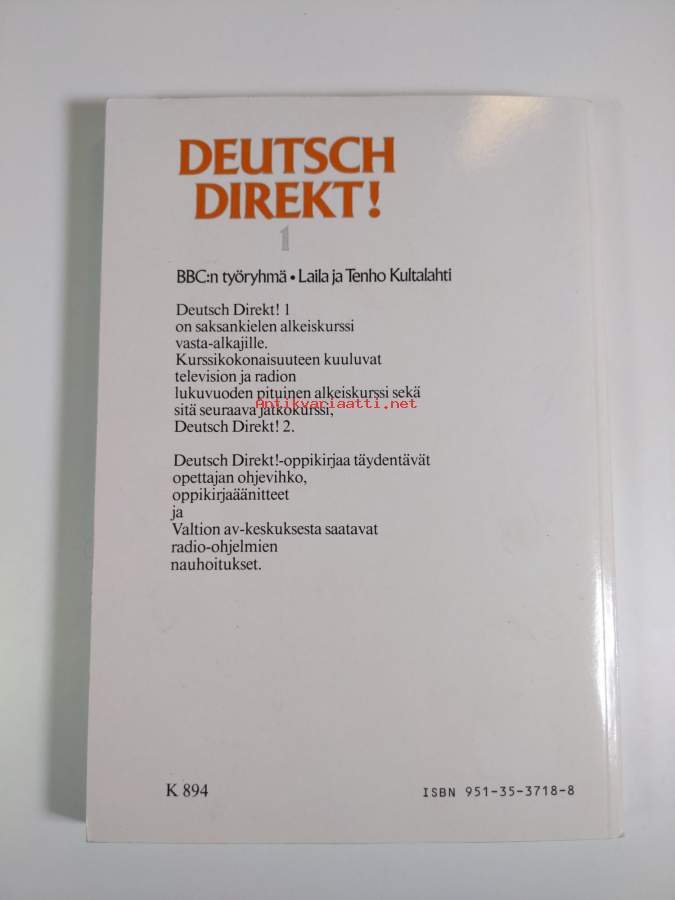 DEUTSCH
DIREKT!
1
BBC:n työryhmä • Laila ja Tenho Kultalahti
Deutsch Direkt! 1
on saksankielen alkeiskurssi
vasta-alkajille.
Kurssikokonaisuuteen kuuluvat
television ja radion
lukuvuoden pituinen alkeiskurssi sekä
Antikvariaatti.net
sitä seuraava jatkokurssi,
Deutsch Direkt! 2.
Deutsch Direkt!-oppikirjaa täydentävät
opettajan ohjevihko,
oppikirjaäänitteet
ja
Valtion av-keskuksesta saatavat
radio-ohjelmien
nauhoitukset.
K 894
ISBN 951-35-3718-8